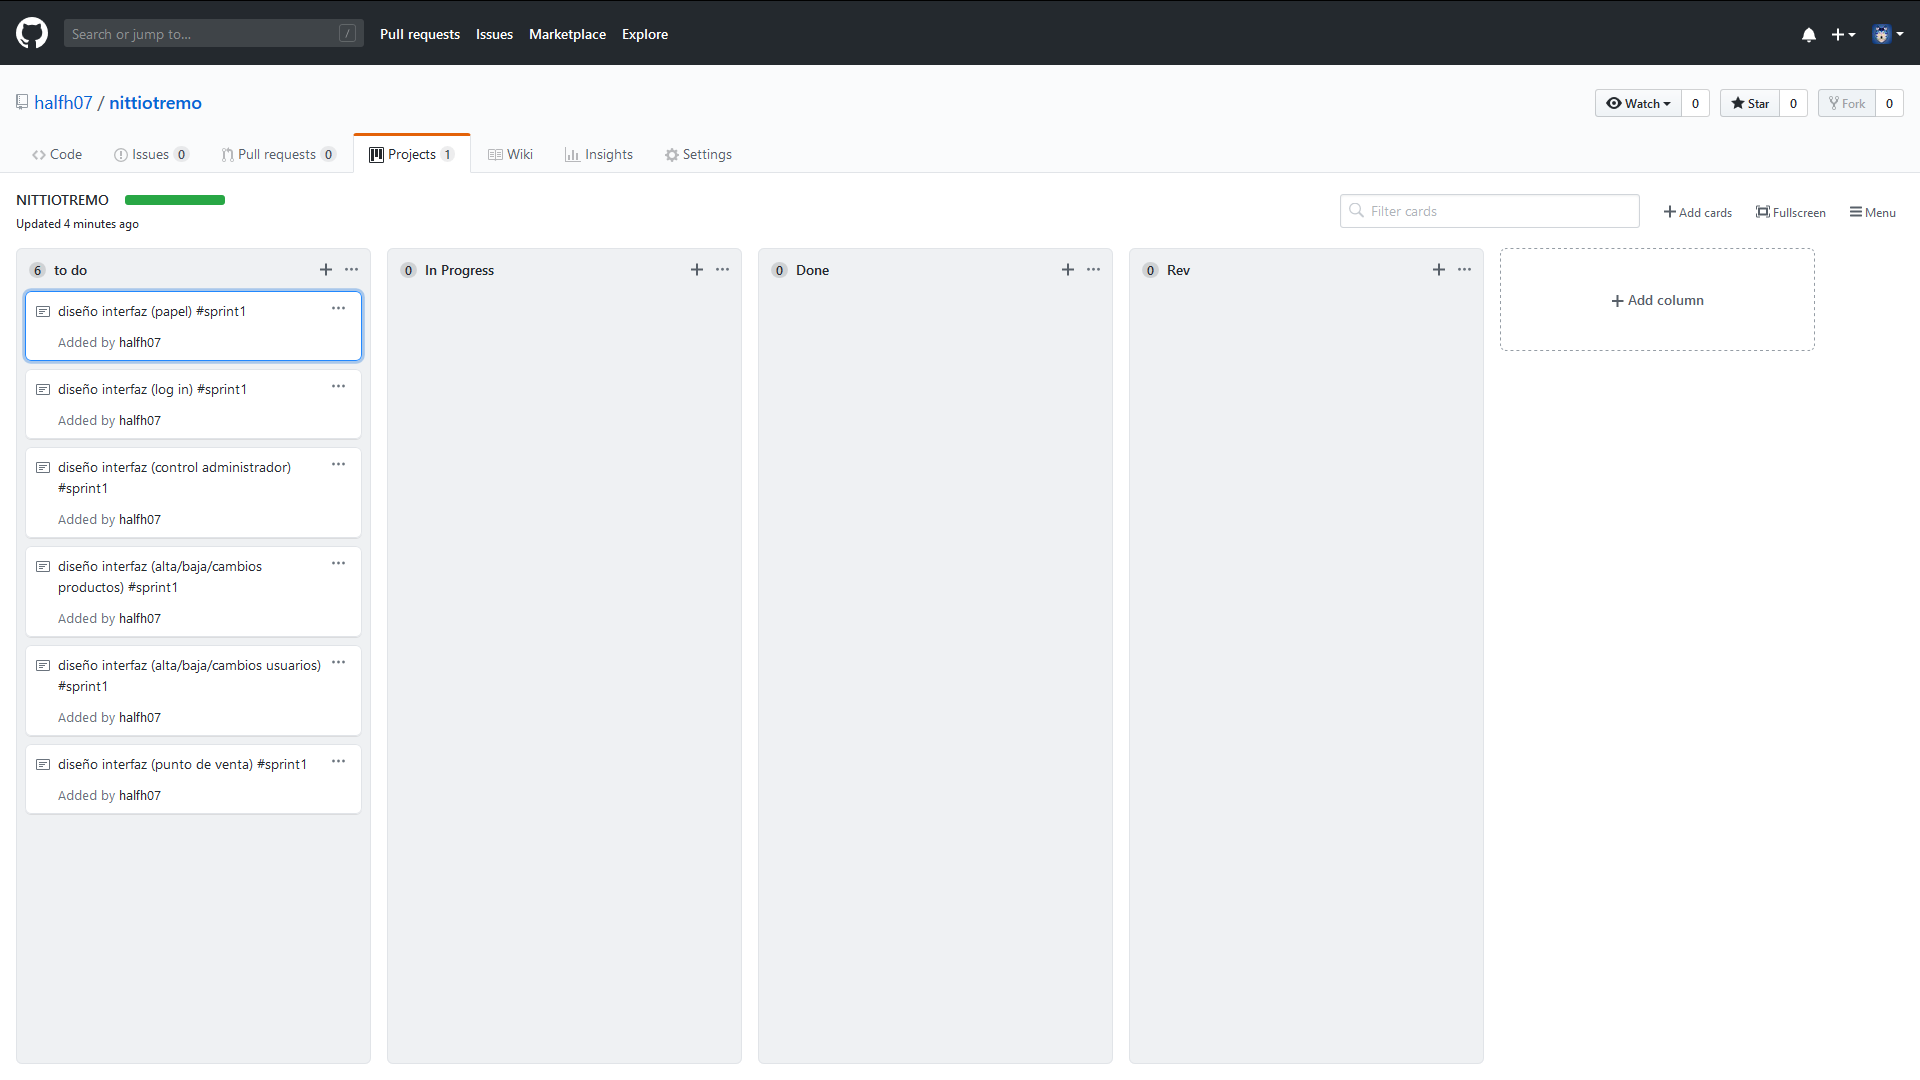 Search or jump to... /
Pull requests Issues Marketplace Explore
halfh07 / nittiotremo
Watch 0 Star 0 Fork 0
Code Issues 0 Pull requests 0 Projects 1 Wiki Insights Settings
NITTIOTREMO
Updated 4 minutes ago
Filter cards Add cards Fullscreen Menu
6 to do
diseño interfaz (papel) #sprint1
Added by halfh07
diseño interfaz (log in) #sprint1
Added by halfh07
diseño interfaz (control administrador)
#sprint1
Added by halfh07
diseño interfaz (alta/baja/cambios
productos) #sprint1
Added by halfh07
diseño interfaz (alta/baja/cambios usuarios)
#sprint1
Added by halfh07
diseño interfaz (punto de venta) #sprint1
Added by halfh07
0 In Progress
0 Done
0 Rev
Add column